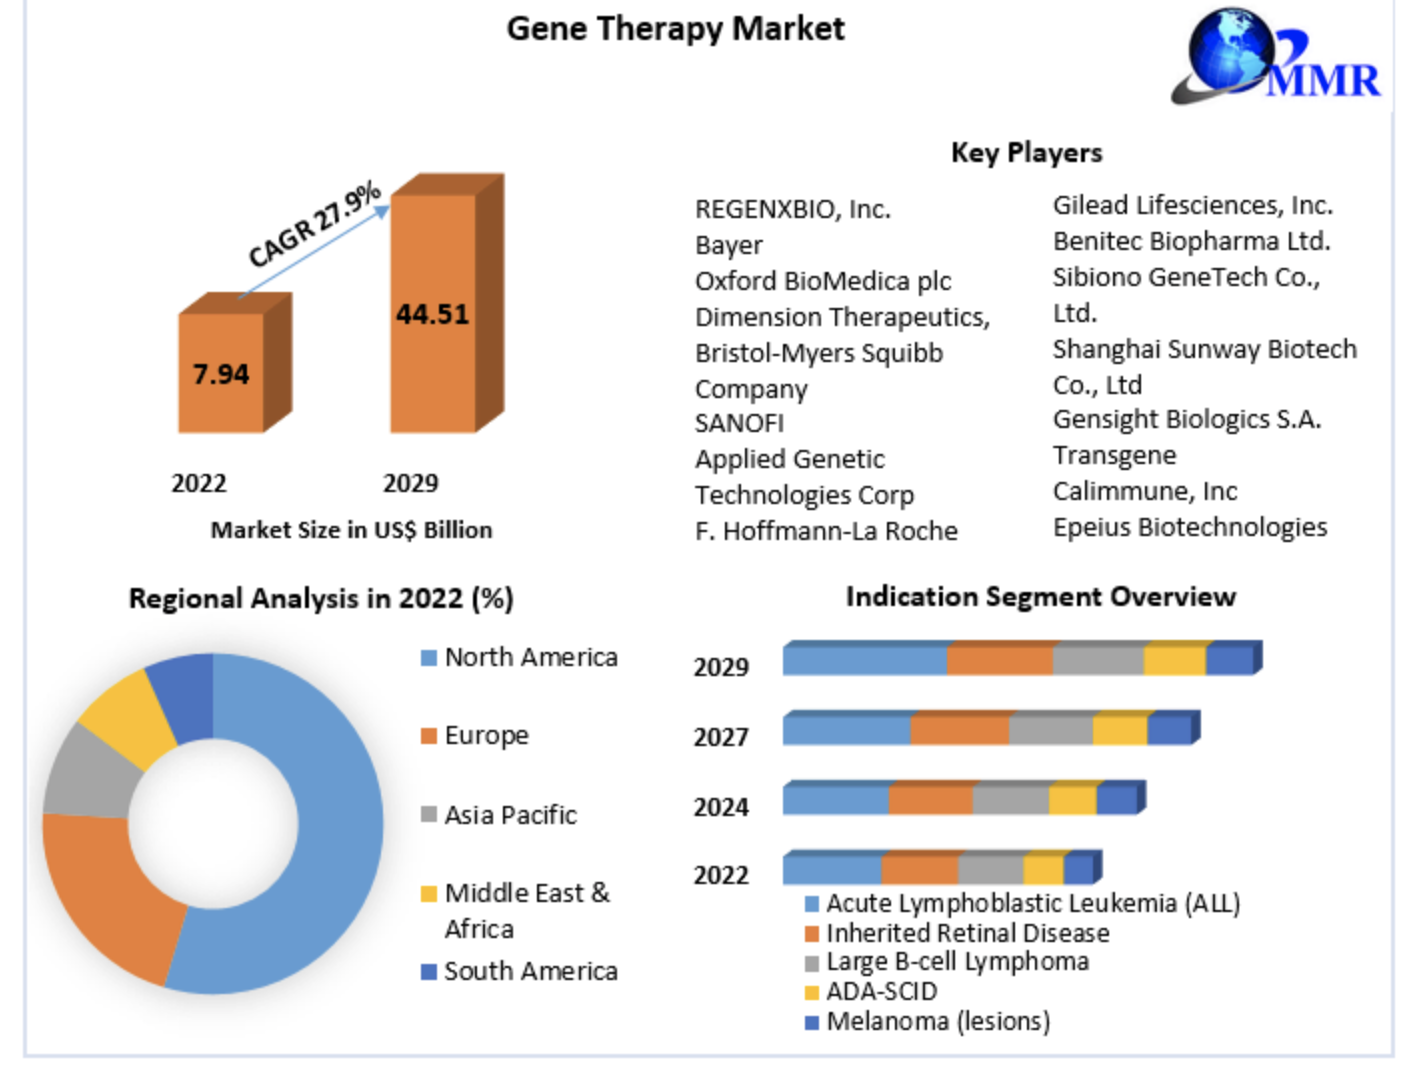 Gene Therapy Market
MMR
CAGR 27.9%
44.51
7.94
2022
2029
Market Size in US$ Billion
Key Players
REGENXBIO, Inc.
Bayer
Oxford BioMedica plc
Dimension Therapeutics,
Bristol-Myers Squibb
Company
SANOFI
Applied Genetic
Technologies Corp
F. Hoffmann-La Roche
Gilead Lifesciences, Inc.
Benitec Biopharma Ltd.
Sibiono GeneTech Co.,
Ltd.
Shanghai Sunway Biotech
Co., Ltd
Gensight Biologics S.A.
Transgene
Calimmune, Inc
Epeius Biotechnologies
Regional Analysis in 2022 (%)
North America
Europe
Asia Pacific
Middle East &
Africa
South America
Indication Segment Overview
2029
2027
2024
2022
Acute Lymphoblastic Leukemia (ALL)
Inherited Retinal Disease
Large B-cell Lymphoma
ADA-SCID
Melanoma (lesions)